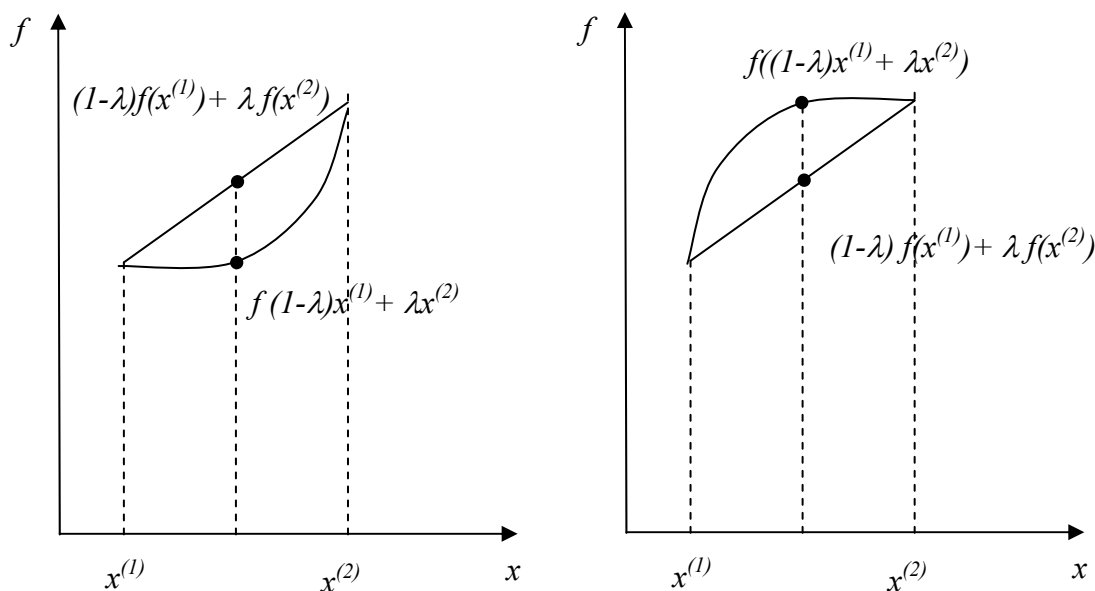 f
(1-λ)f(x^(1))+ λ f(x^(2))
f (1-λ)x^(1)+ λx^(2)
x^(1)
x^(2)
x
f
f((1-λ)x^(1)+ λx^(2))
(1-λ) f(x^(1))+ λ f(x^(2))
x^(1)
x^(2)
x